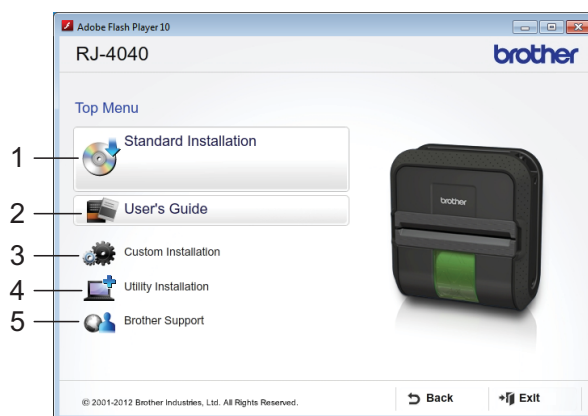 Adobe Flash Player 10
RJ-4040
brother
Top Menu
1
Standard Installation
2
User's Guide
3
Custom Installation
4
Utility Installation
5
Brother Support
brother
© 2001-2012 Brother Industries, Ltd. All Rights Reserved.
Back
Exit